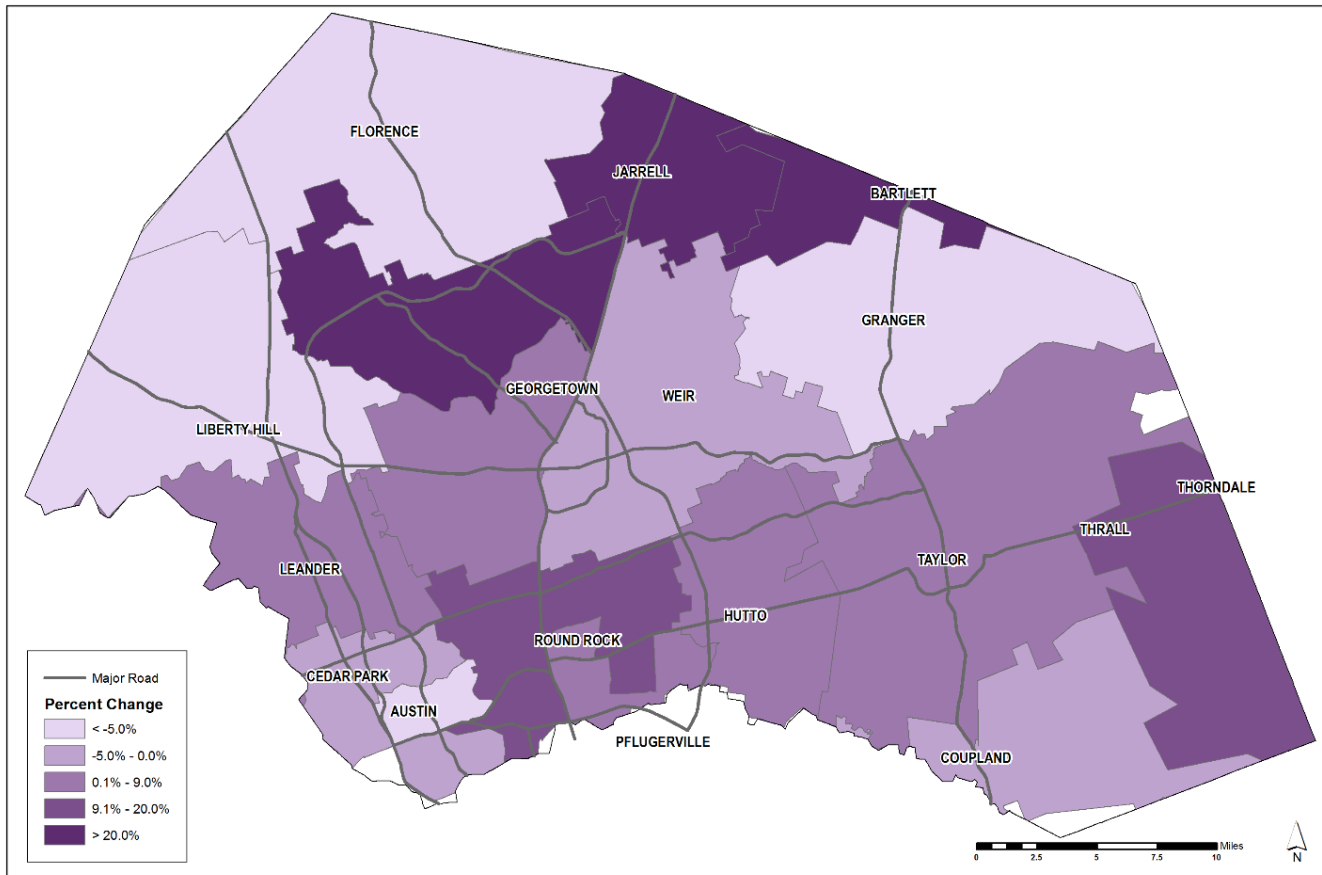 FLORENCE
JARRELL
BARTLETT
GRANGER
GEORGETOWN
WEIR
LIBERTY HILL
THORNDALE
THRALL
TAYLOR
LEANDER
HUTTO
ROUND ROCK
CEDAR PARK
AUSTIN
PFLUGERVILLE
COUPLAND
Major Road
Percent Change
< -5.0%
-5.0% - 0.0%
0.1% - 9.0%
9.1% - 20.0%
> 20.0%
Miles
0 2.5 5 7.5 10
N